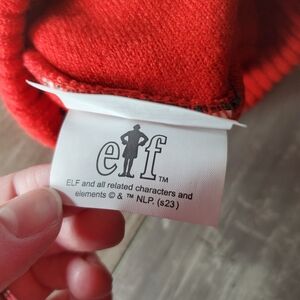 elf™
ELF and all related characters and
elements © & ™ NLP. (s23)